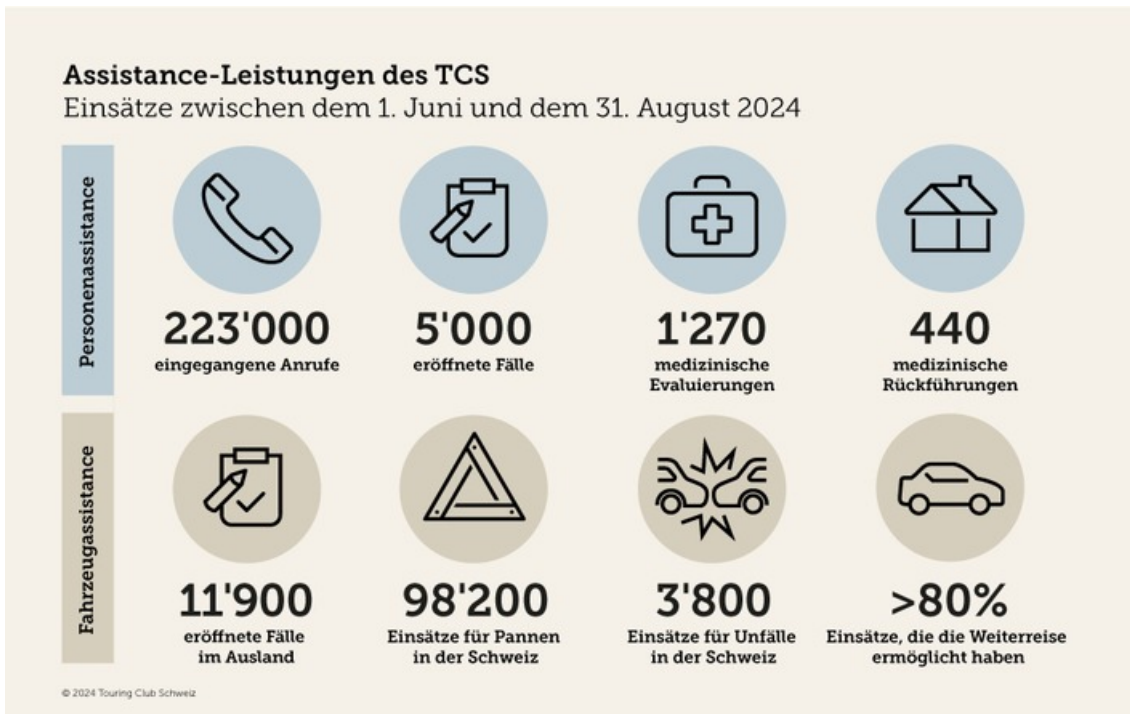 Assistance-Leistungen des TCS
Einsätze zwischen dem 1. Juni und dem 31. August 2024
Personenassistance
223'000
eingegangene Anrufe
5'000
eröffnete Fälle
1'270
medizinische
Evaluierungen
440
medizinische
Rückführungen
Fahrzeugassistance
11'900
eröffnete Fälle
im Ausland
98'200
Einsätze für Pannen
in der Schweiz
3'800
Einsätze für Unfälle
in der Schweiz
>80%
Einsätze, die die Weiterreise
ermöglicht haben
© 2024 Touring Club Schweiz